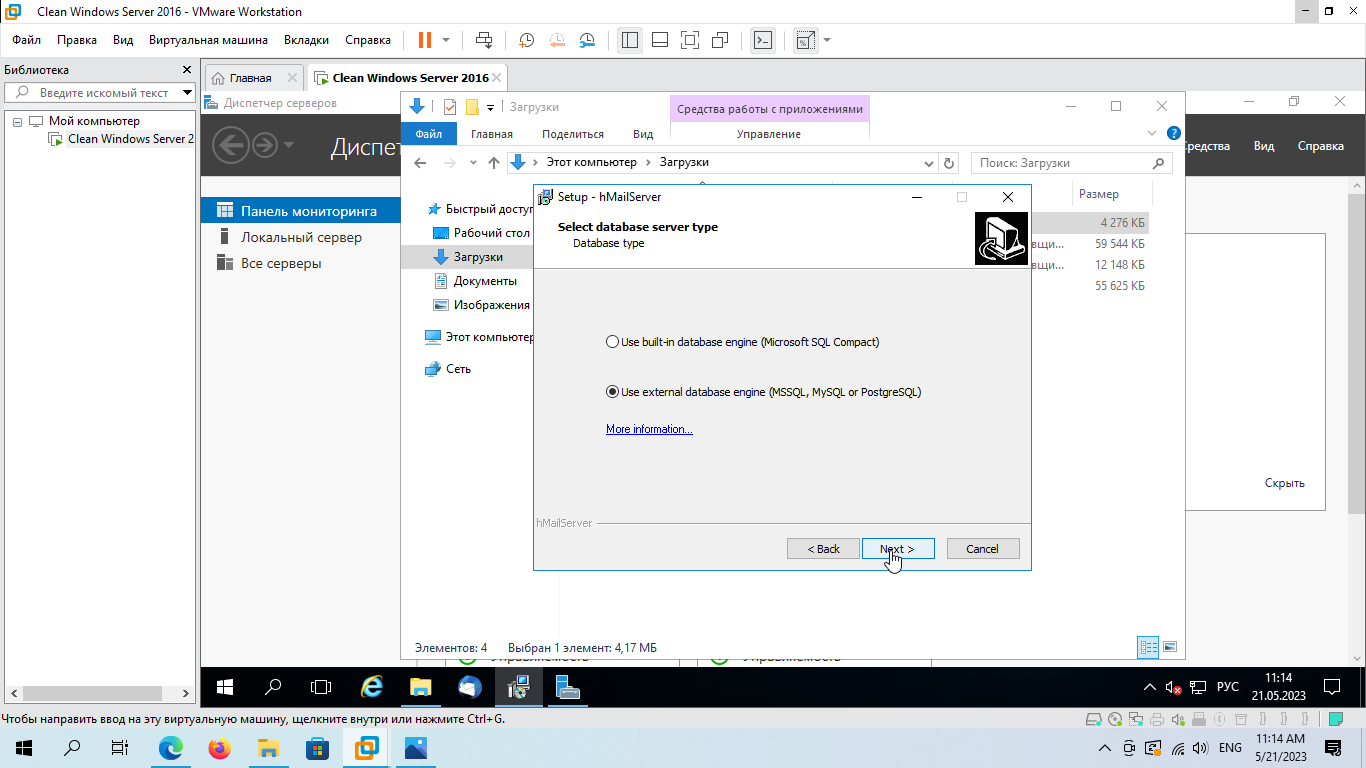 Clean Windows Server 2016 - VMware Workstation
Файл Правка Вид Виртуальная машина Вкладки Справка
Библиотека
Введите искомый текст
Мой компьютер
Clean Windows Server 2
Главная
Clean Windows Server 2016
Диспетчер серверов
Загрузки
Средства работы с приложениями
Файл Главная Поделиться Вид Управление
Диспет
Средства Вид Справка
Этот компьютер Загрузки
Поиск: Загрузки
Панель мониторинга
Локальный сервер
Все серверы
Быстрый доступ
Рабочий стол
Загрузки
Документы
Изображения
Этот компьютер
Сеть
Размер
4 276 КБ
вщи... 59 544 КБ
вщи... 12 148 КБ
55 625 КБ
Setup - hMailServer
Select database server type
Database type
Use built-in database engine (Microsoft SQL Compact)
Use external database engine (MSSQL, MySQL or PostgreSQL)
More information...
hMailServer
< Back Next > Cancel
Скрыть
Элементов: 4 Выбран 1 элемент: 4,17 МБ
Управляемость Управляемость
РУС
11:14
21.05.2023
Чтобы направить ввод на эту виртуальную машину, щелкните внутри или нажмите Ctrl+G.
ENG
11:14 AM
5/21/2023